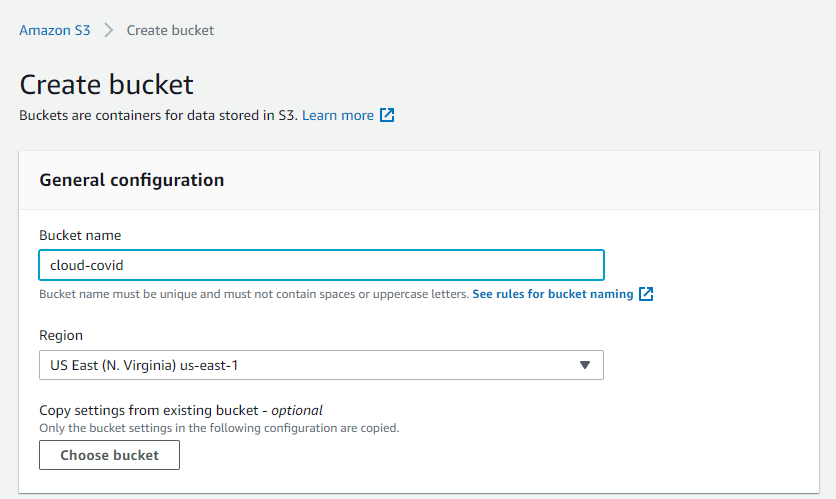 Amazon S3 > Create bucket
Create bucket
Buckets are containers for data stored in S3. Learn more
General configuration
Bucket name
cloud-covid
Bucket name must be unique and must not contain spaces or uppercase letters. See rules for bucket naming
Region
US East (N. Virginia) us-east-1
Copy settings from existing bucket - optional
Only the bucket settings in the following configuration are copied.
Choose bucket